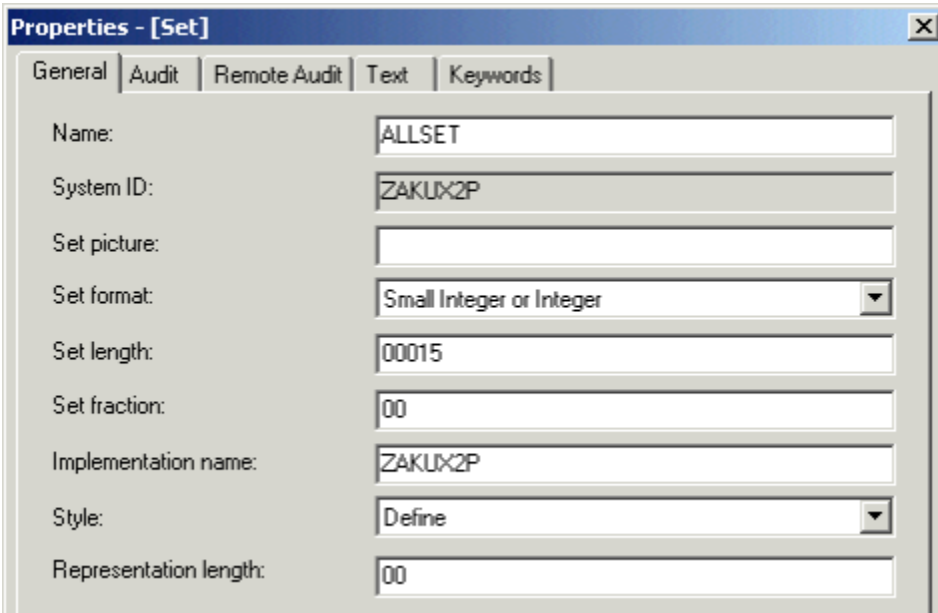 Properties - [Set]
General Audit Remote Audit Text Keywords
Name: ALLSET
System ID: ZAKUX2P
Set picture:
Set format: Small Integer or Integer
Set length: 00015
Set fraction: 00
Implementation name: ZAKUX2P
Style: Define
Representation length: 00